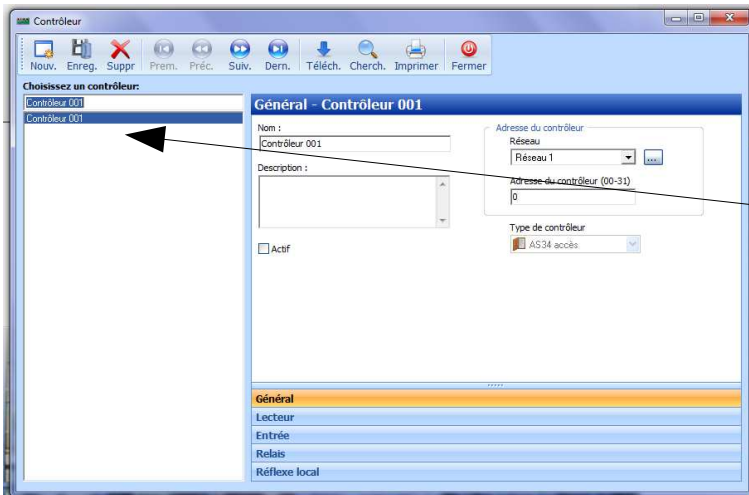 Contrôleur
Nouv. Enreg. Suppr Prem. Préc. Suiv. Dern. Téléch. Cherch. Imprimer Fermer
Choisissez un contrôleur:
Contrôleur 001
Contrôleur 001
Général - Contrôleur 001
Nom :
Contrôleur 001
Description :
Actif
Adresse du contrôleur
Réseau
Réseau 1
...
Adresse du contrôleur (00-31)
0
Type de contrôleur
AS34 accès
Général
Lecteur
Entrée
Relais
Réflexe local